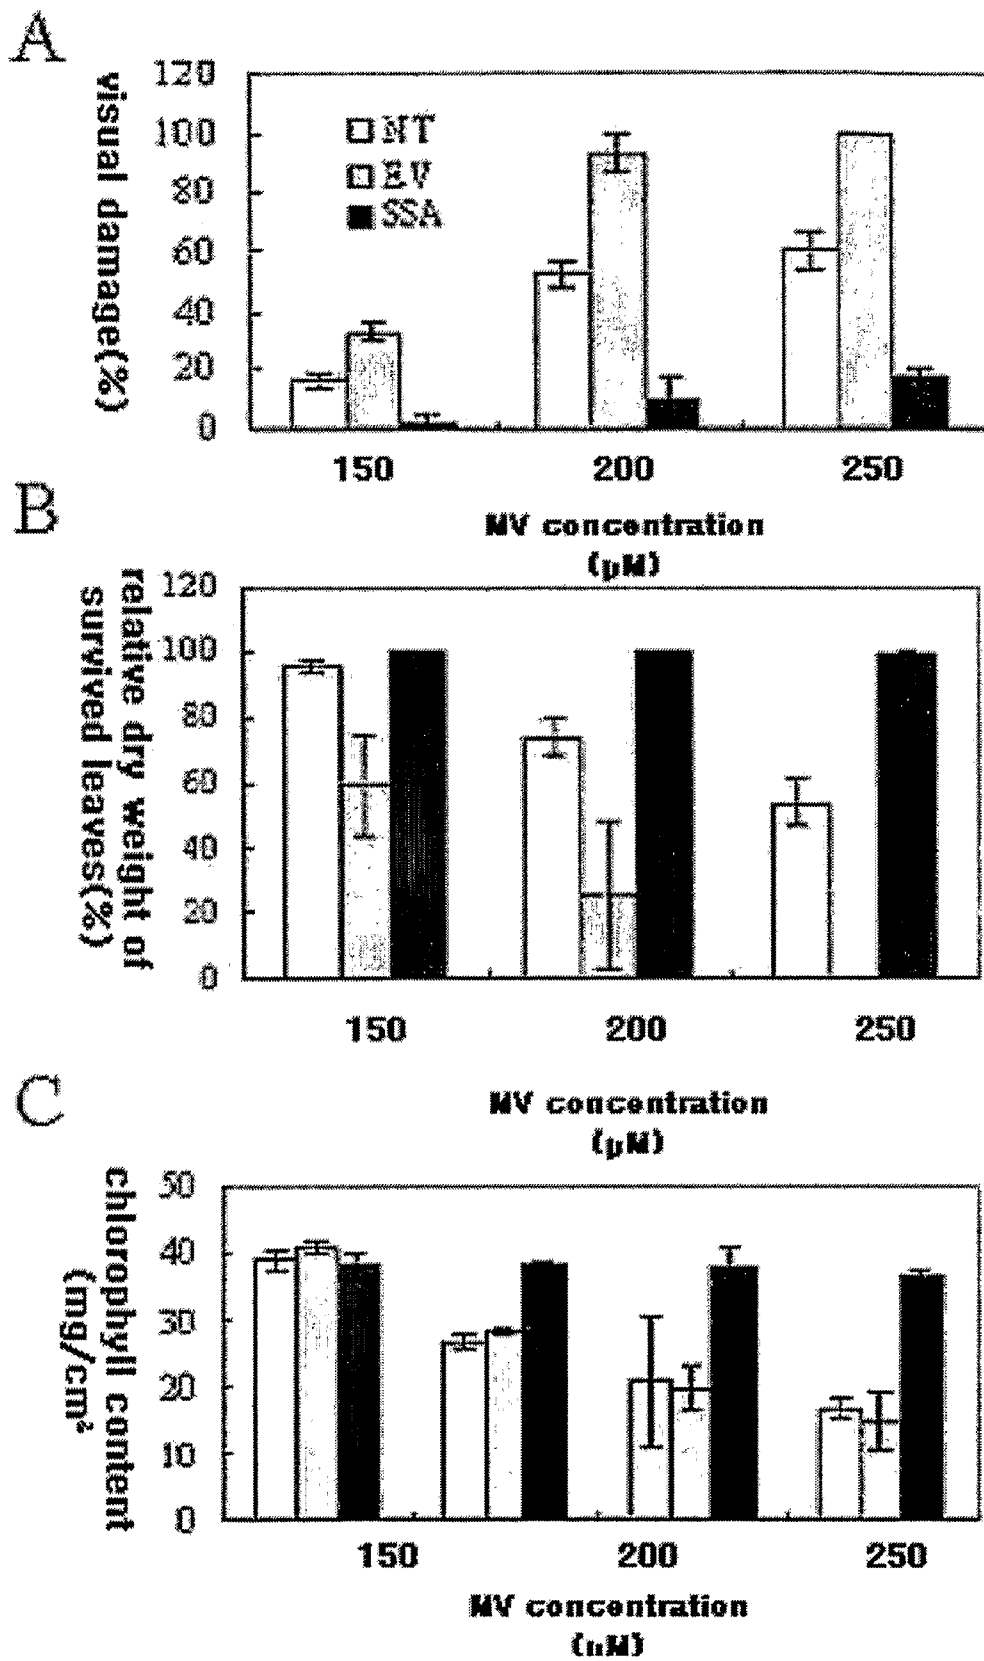 A
visual damage(%)
120
100
80
60
40
20
0
NT
EV
SSA
150 200 250
MV concentration
(µM)
B
relative dry weight of
survived leaves(%)
120
100
80
60
40
20
0
150 200 250
MV concentration
(µM)
C
chlorophyll content
(mg/cm²
50
40
30
20
10
0
150 200 250
MV concentration
(µM)